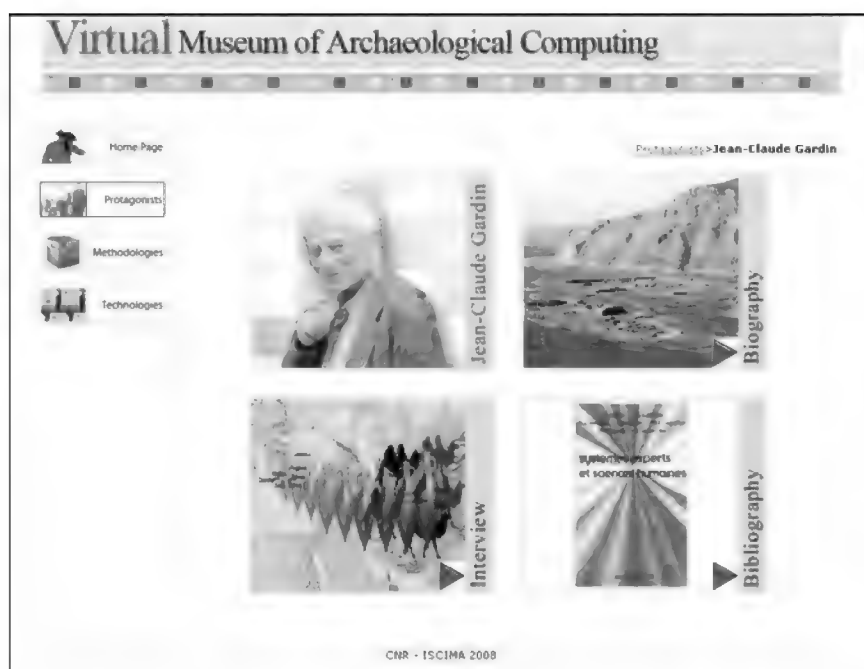 Virtual Museum of Archaeological Computing
Home Page
Protagonists
Methodologies
Technologies
Protagonists>Jean-Claude Gardin
Jean-Claude Gardin
Biography
Interview
et sciences humaines
Bibliography
CNR - ISCIMA 2008